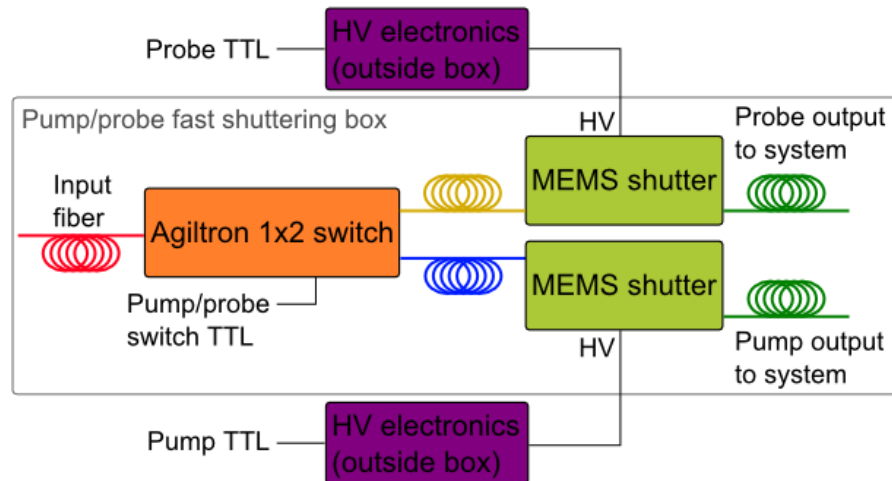 Probe TTL
HV electronics
(outside box)
Pump/probe fast shuttering box
HV
Probe output
to system
Input
fiber
MEMS shutter
Agiltron 1x2 switch
MEMS shutter
Pump/probe
switch TTL
HV
Pump output
to system
Pump TTL
HV electronics
(outside box)